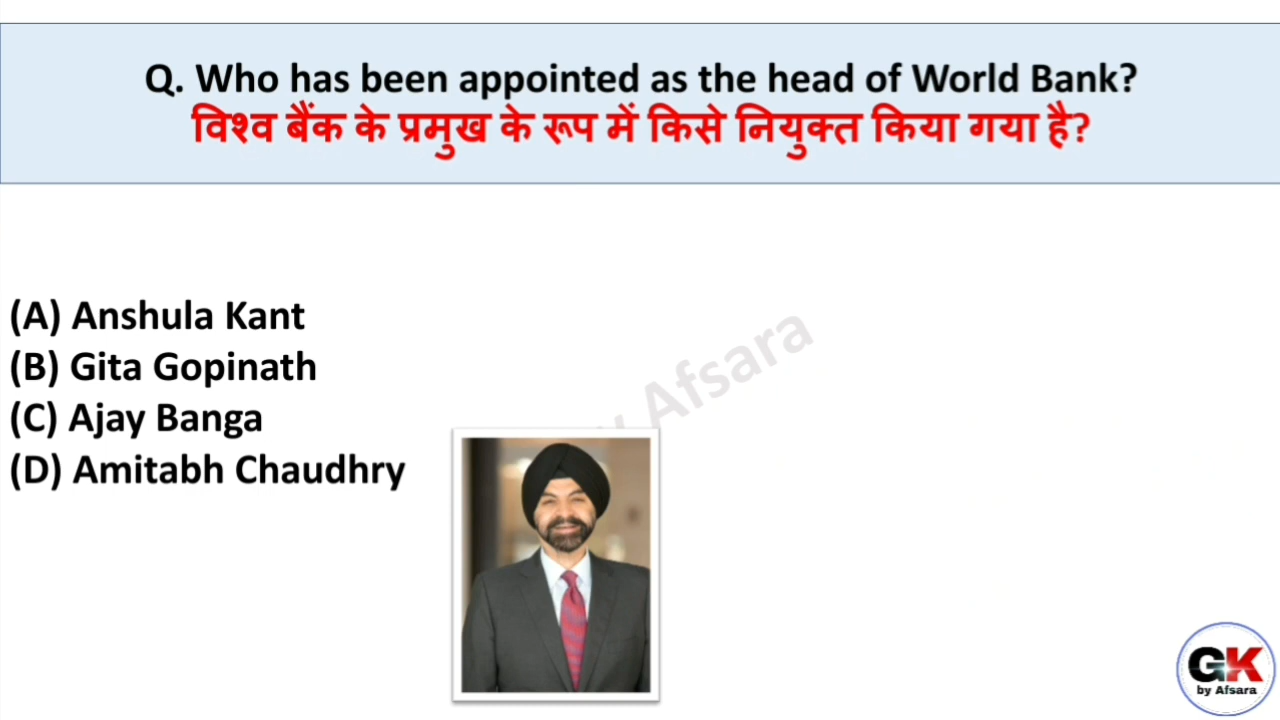 Q. Who has been appointed as the head of World Bank?
विश्व बैंक के प्रमुख के रूप में किसे नियुक्त किया गया है?
(A) Anshula Kant
(B) Gita Gopinath
(C) Ajay Banga
(D) Amitabh Chaudhry
y Afsara
GK
by Afsara